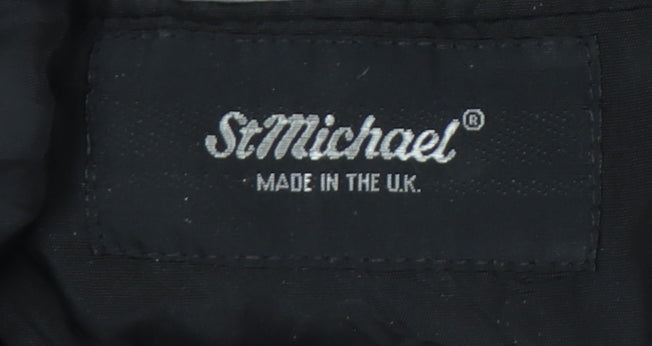 StMichael®
MADE IN THE U.K.